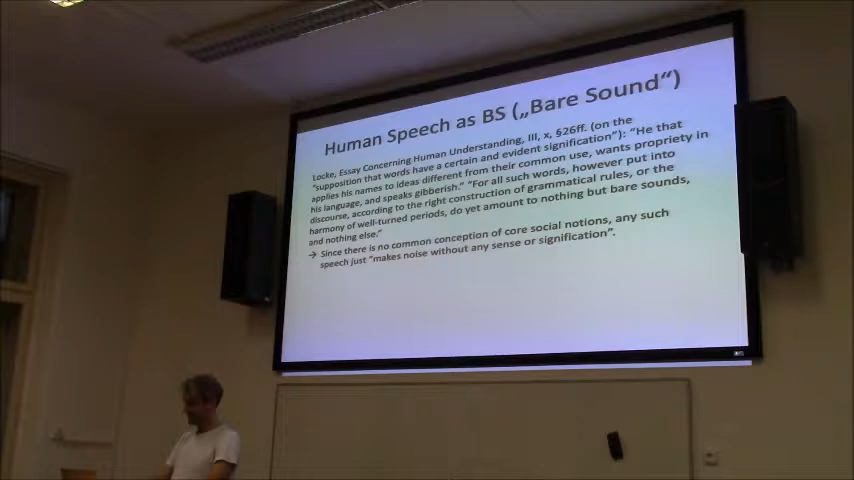 Human Speech as BS („Bare Sound“)
Locke, Essay Concerning Human Understanding, III, x, §26ff. (on the
"supposition that words have a certain and evident signification"): "He that
applies his names to ideas different from their common use, wants propriety in
his language, and speaks gibberish." "For all such words, however put into
discourse, according to the right construction of grammatical rules, or the
harmony of well-turned periods, do yet amount to nothing but bare sounds,
and nothing else."
→ Since there is no common conception of core social notions, any such
speech just "makes noise without any sense or signification".